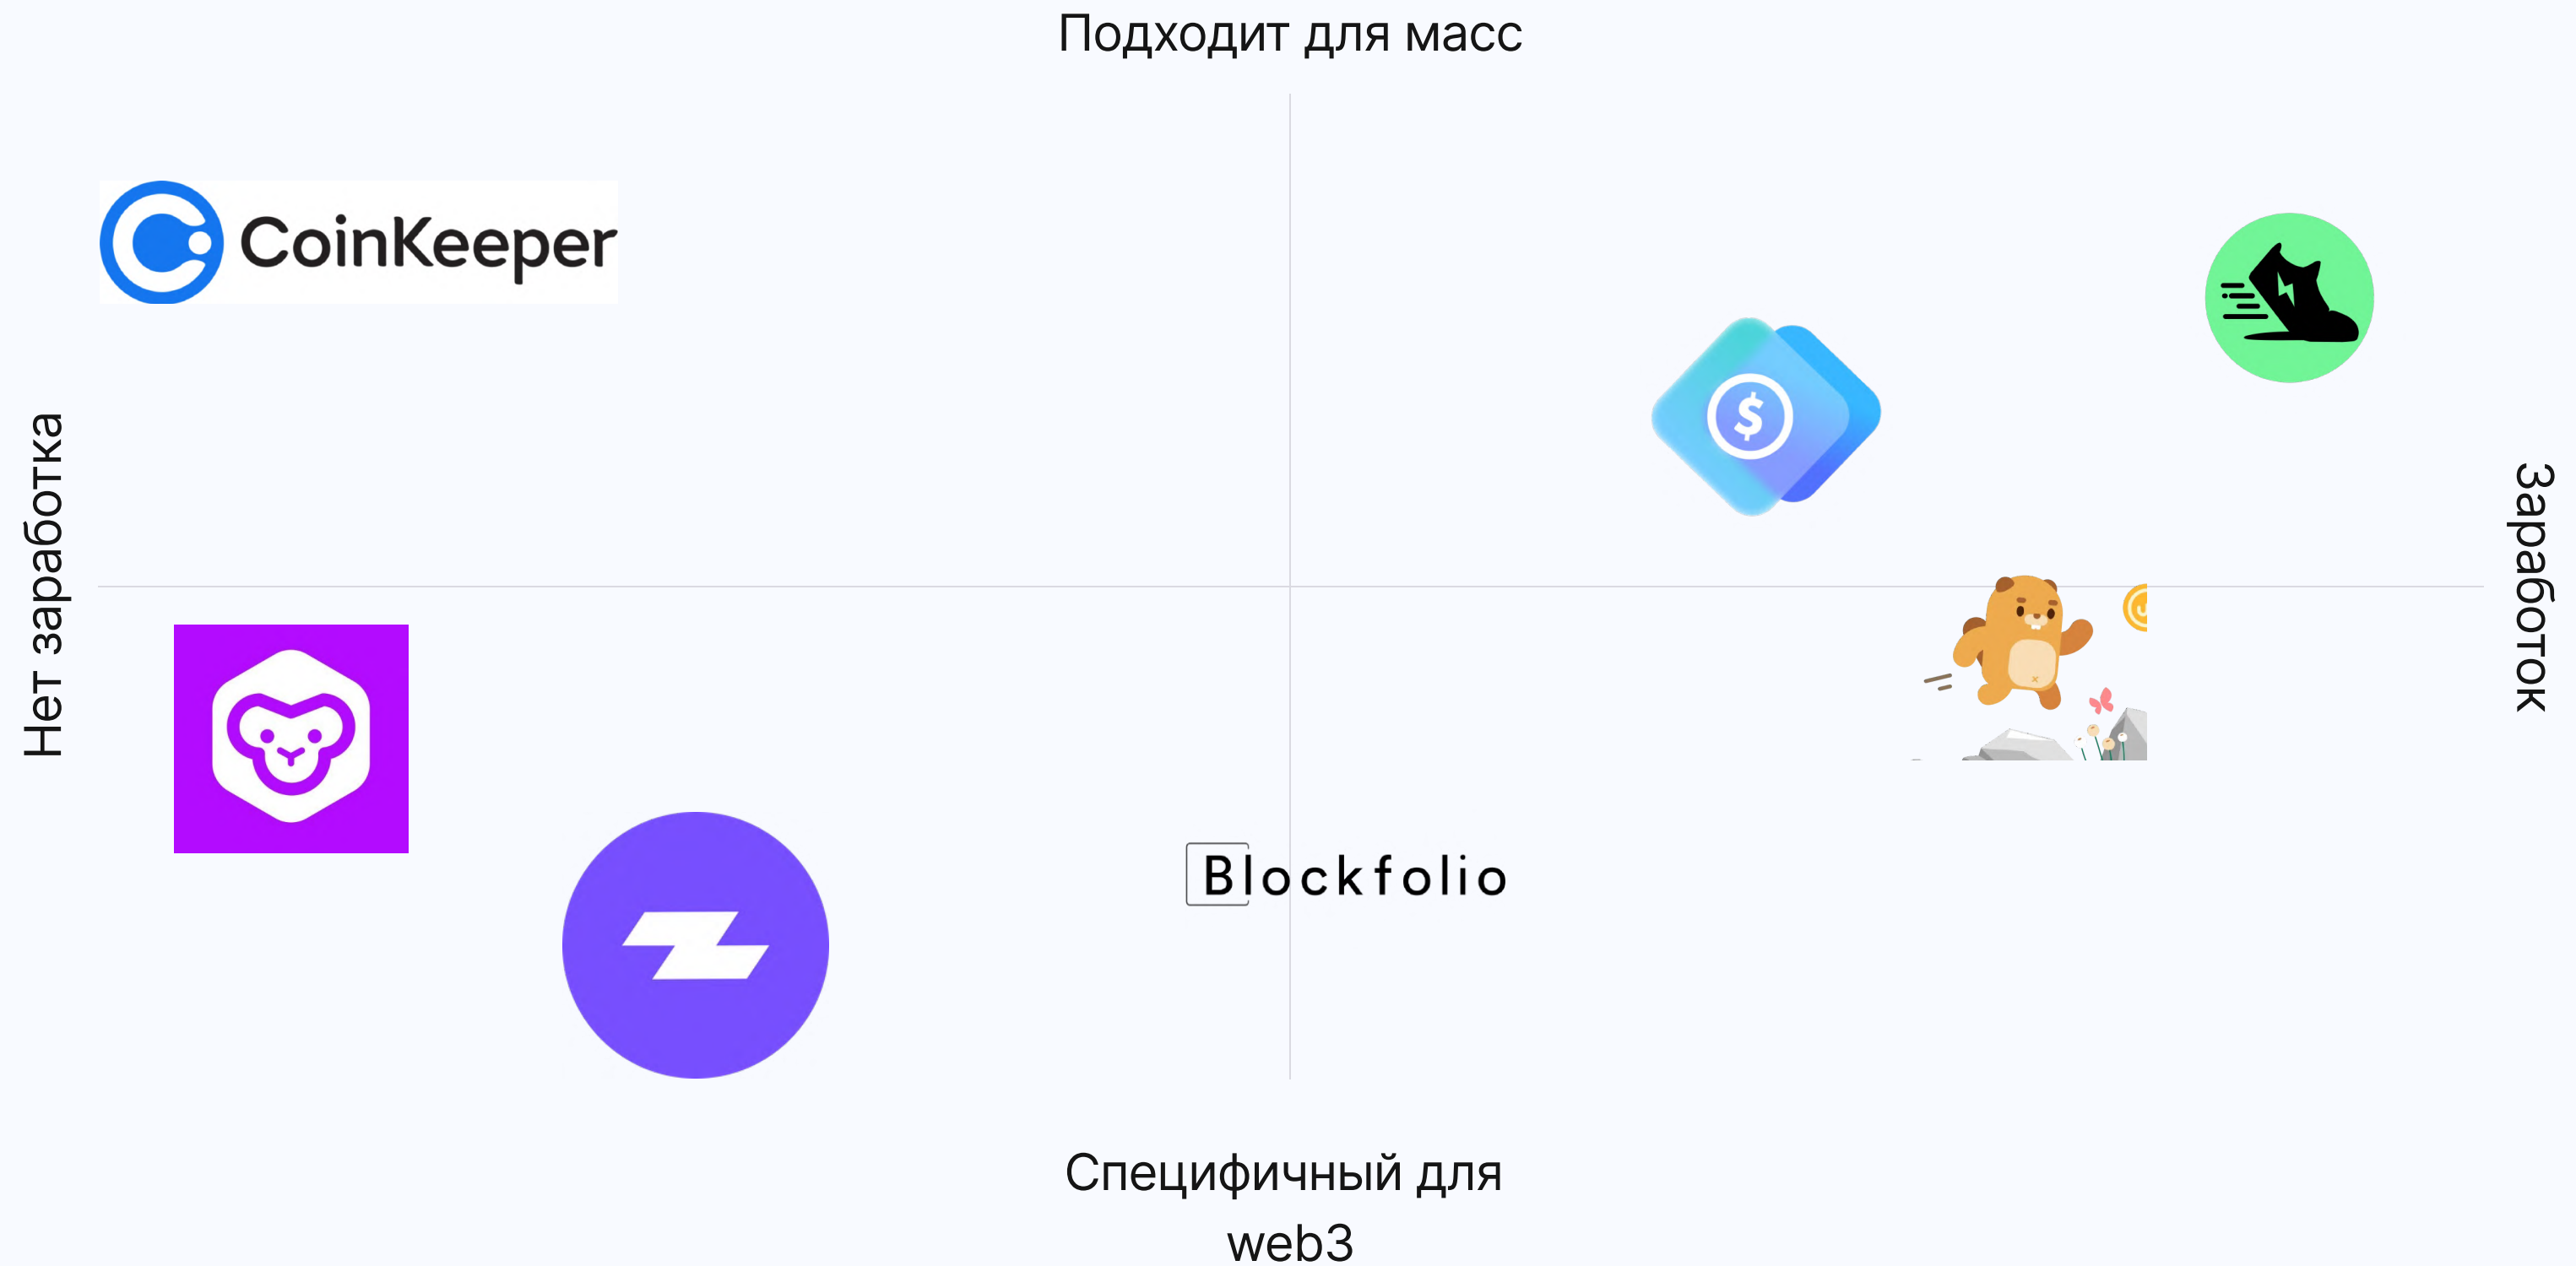 Подходит для масс
CoinKeeper
$
Нет заработка
Заработок
Blockfolio
Специфичный для
web3